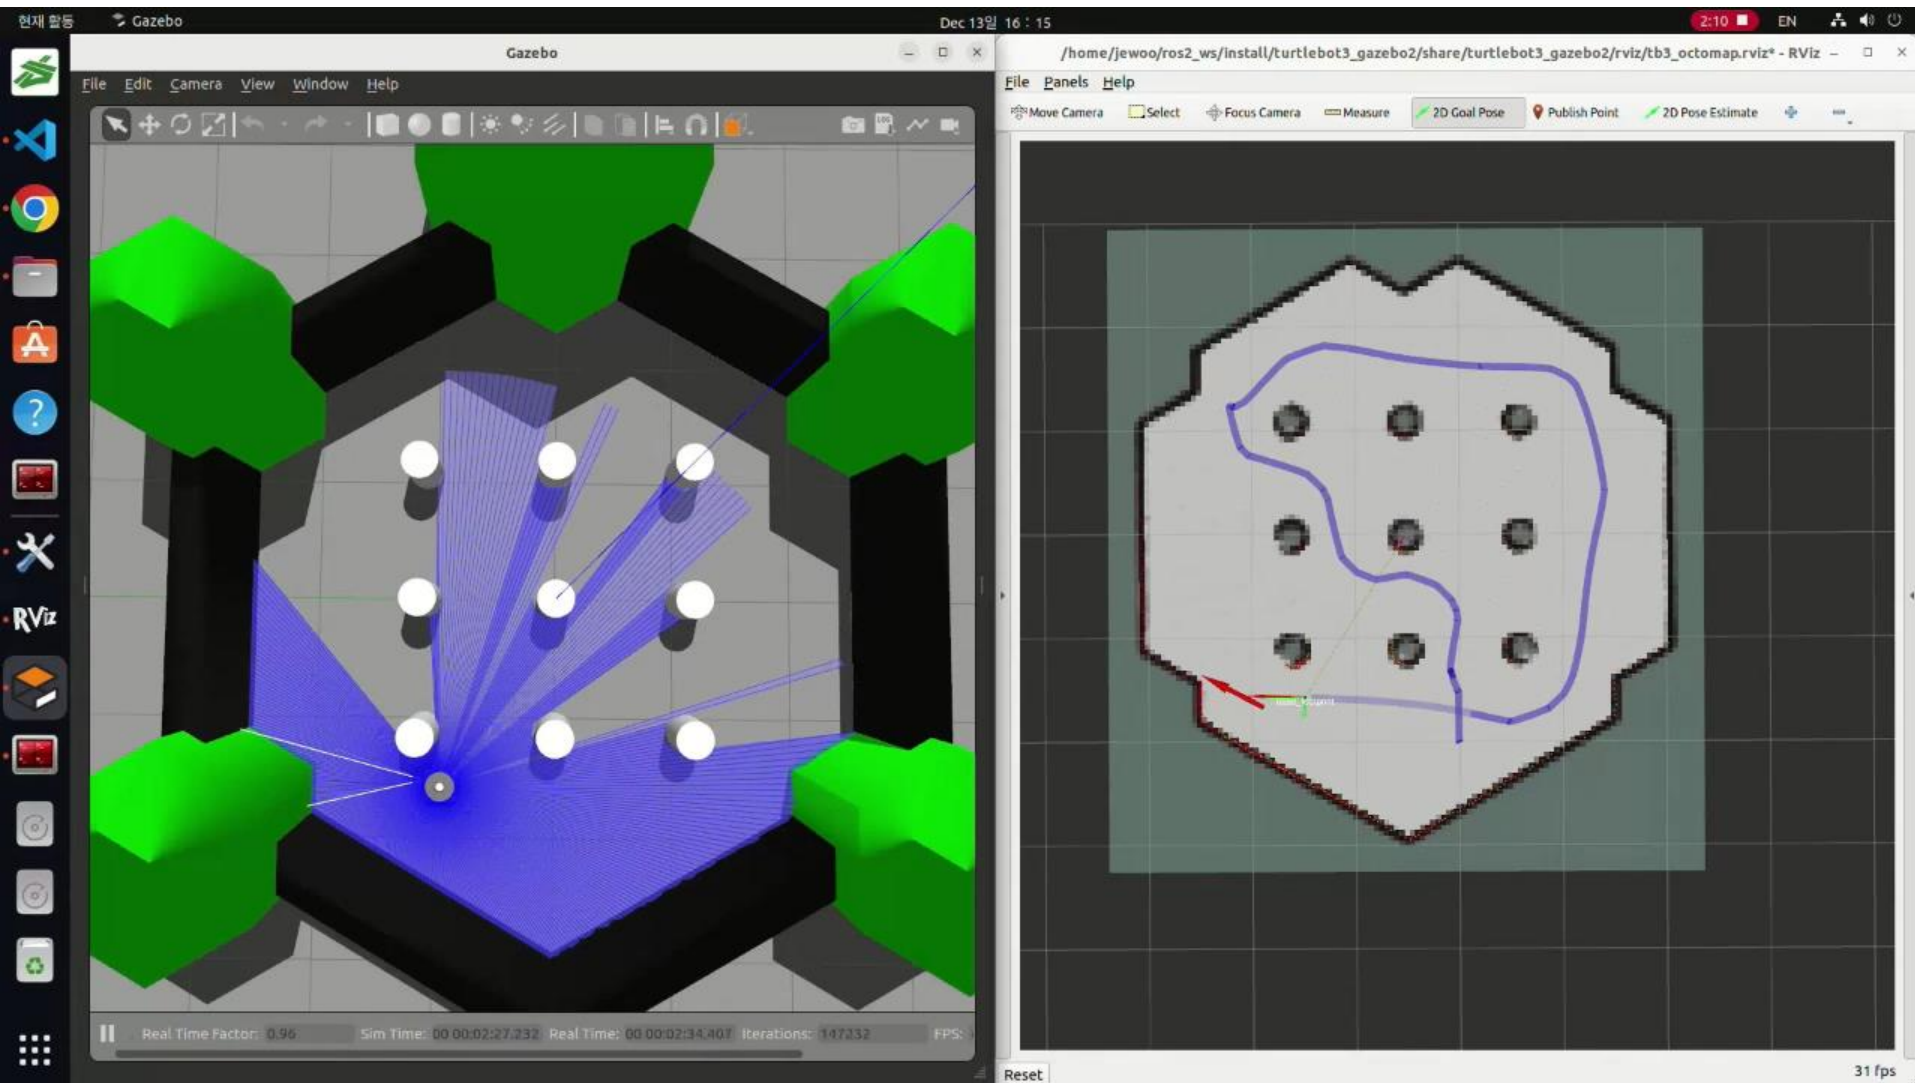 현재 활동 Gazebo Dec 13일 16 : 15 2:10 EN
Gazebo
File Edit Camera View Window Help
Real Time Factor: 0.96 Sim Time: 00 00:02:27.232 Real Time: 00 00:02:34.407 Iterations: 147232 FPS:
/home/jewoo/ros2_ws/install/turtlebot3_gazebo2/share/turtlebot3_gazebo2/rviz/tb3_octomap.rviz* - RViz
File Panels Help
Move Camera Select Focus Camera Measure 2D Goal Pose Publish Point 2D Pose Estimate
Reset 31 fps
RViz